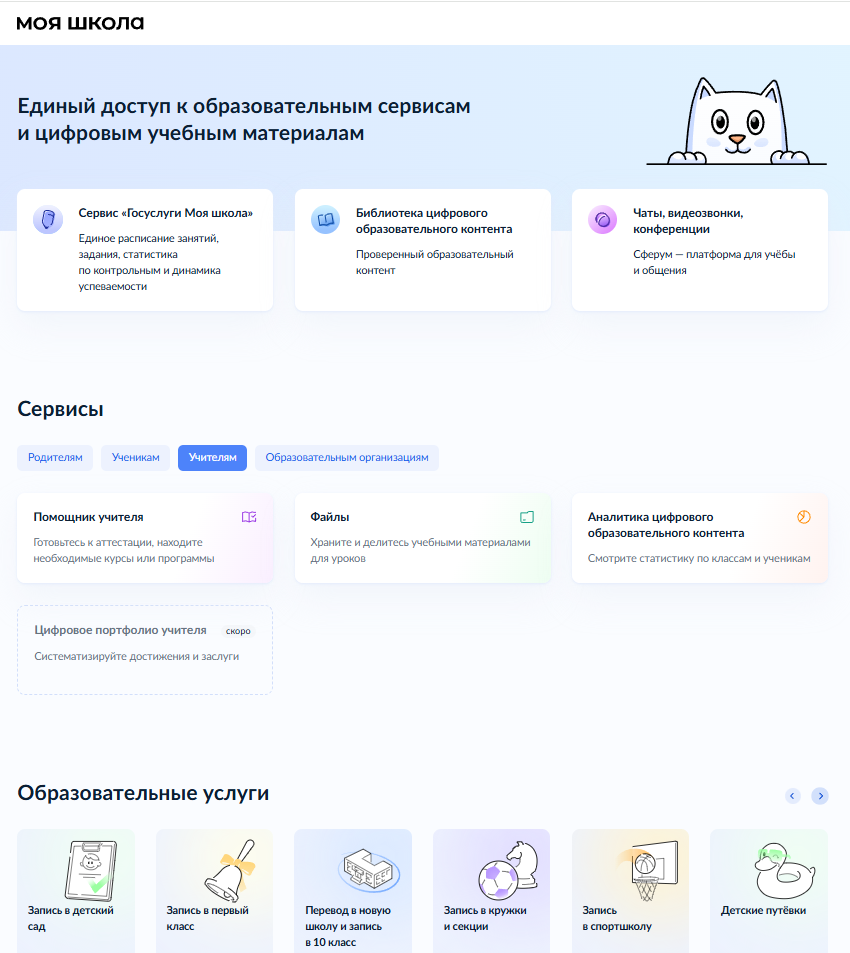 моя школа
Единый доступ к образовательным сервисам
и цифровым учебным материалам
Сервис «Госуслуги Моя школа»
Единое расписание занятий,
задания, статистика
по контрольным и динамика
успеваемости
Библиотека цифрового
образовательного контента
Проверенный образовательный
контент
Чаты, видеозвонки,
конференции
Сферум — платформа для учёбы
и общения
Сервисы
Родителям
Ученикам
Учителям
Образовательным организациям
Помощник учителя
Готовьтесь к аттестации, находите
необходимые курсы или программы
Файлы
Храните и делитесь учебными материалами
для уроков
Аналитика цифрового
образовательного контента
Смотрите статистику по классам и ученикам
Цифровое портфолио учителя
скоро
Систематизируйте достижения и заслуги
Образовательные услуги
Запись в детский
сад
Запись в первый
класс
Перевод в новую
школу и запись
в 10 класс
Запись в кружки
и секции
Запись
в спортшколу
Детские путёвки